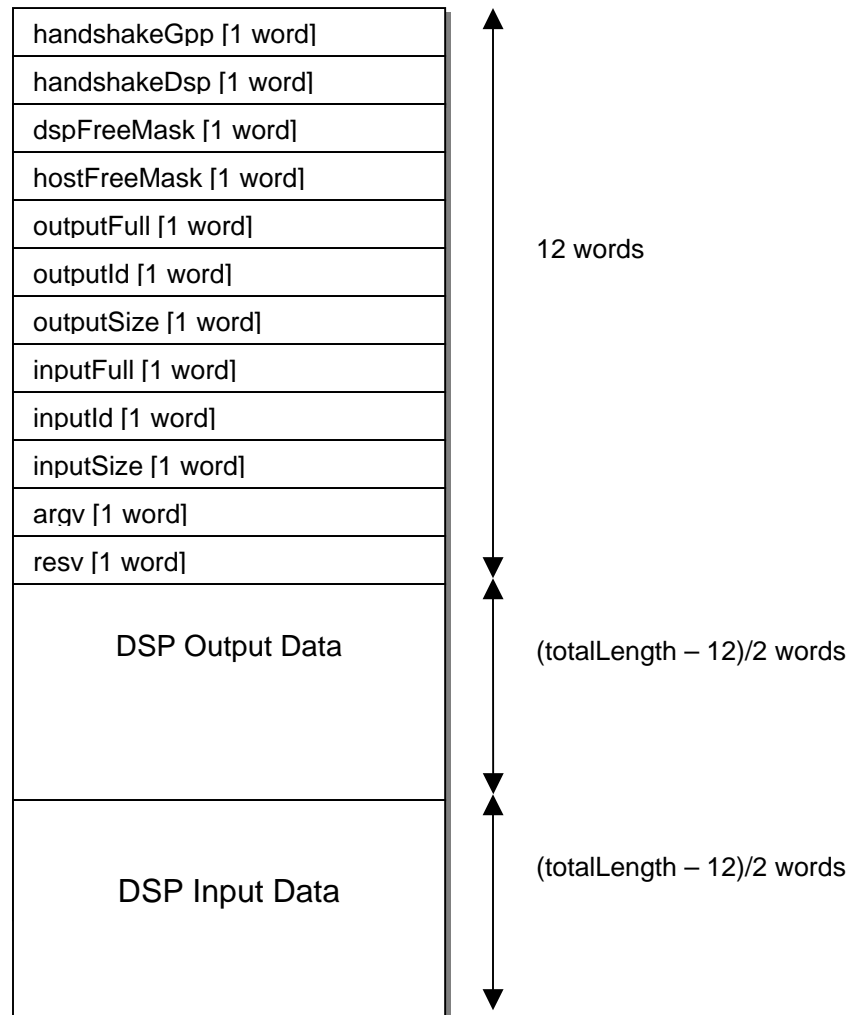 handshakeGpp [1 word]
handshakeDsp [1 word]
dspFreeMask [1 word]
hostFreeMask [1 word]
outputFull [1 word]
outputId [1 word]
outputSize [1 word]
inputFull [1 word]
inputId [1 word]
inputSize [1 word]
argv [1 word]
resv [1 word]
12 words
DSP Output Data
(totalLength – 12)/2 words
DSP Input Data
(totalLength – 12)/2 words